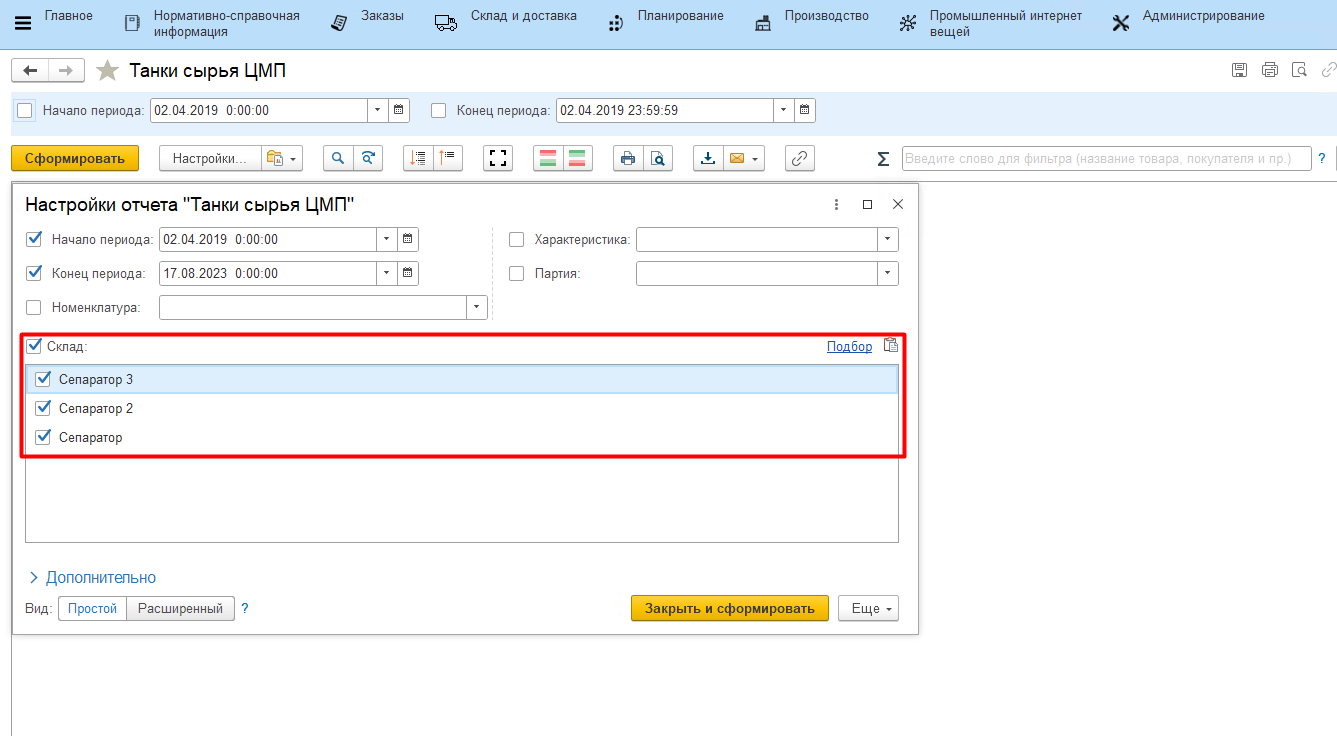 Главное
Нормативно-справочная
информация
Заказы
Склад и доставка
Планирование
Производство
Промышленный интернет
вещей
Администрирование
Танки сырья ЦМП
Начало периода: 02.04.2019 0:00:00 Конец периода: 02.04.2019 23:59:59
Сформировать Настройки... Σ Введите слово для фильтра (название товара, покупателя и пр.) ?
Настройки отчета "Танки сырья ЦМП"
Начало периода: 02.04.2019 0:00:00 Характеристика:
Конец периода: 17.08.2023 0:00:00 Партия:
Номенклатура:
Склад: Подбор
Сепаратор 3
Сепаратор 2
Сепаратор
Дополнительно
Вид: Простой Расширенный ? Закрыть и сформировать Еще